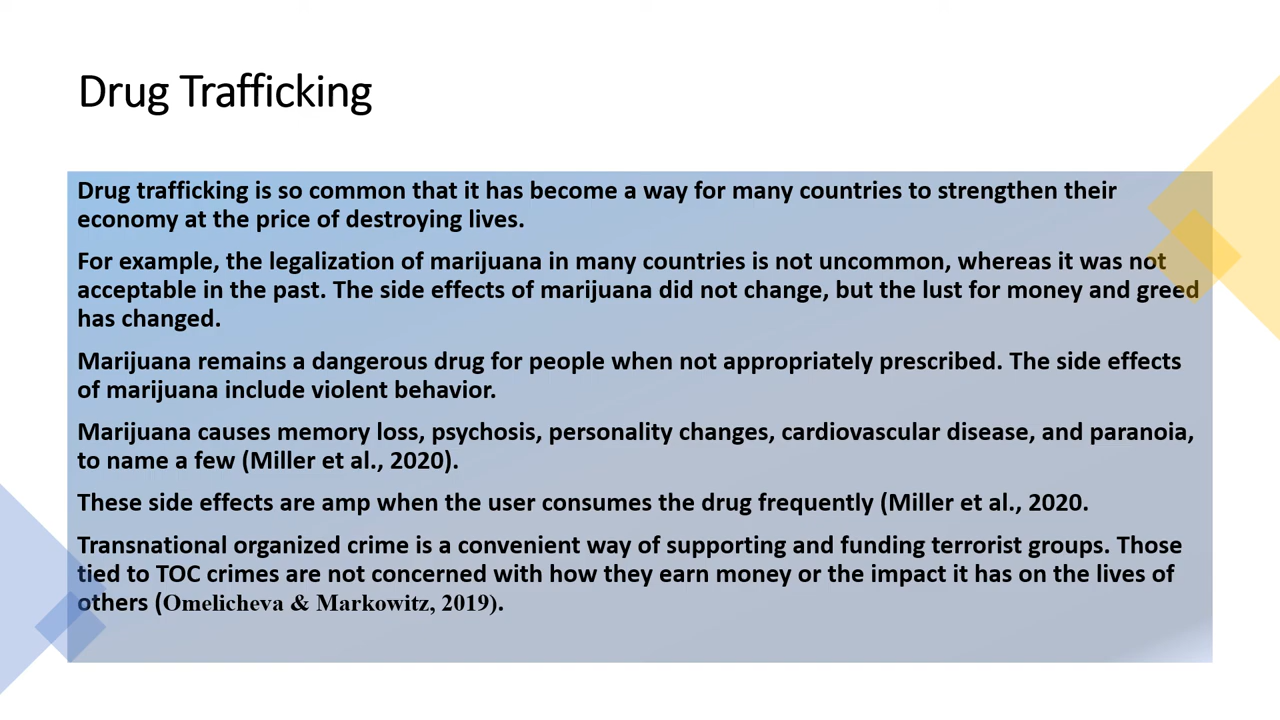 Drug Trafficking
Drug trafficking is so common that it has become a way for many countries to strengthen their
economy at the price of destroying lives.
For example, the legalization of marijuana in many countries is not uncommon, whereas it was not
acceptable in the past. The side effects of marijuana did not change, but the lust for money and greed
has changed.
Marijuana remains a dangerous drug for people when not appropriately prescribed. The side effects
of marijuana include violent behavior.
Marijuana causes memory loss, psychosis, personality changes, cardiovascular disease, and paranoia,
to name a few (Miller et al., 2020).
These side effects are amp when the user consumes the drug frequently (Miller et al., 2020.
Transnational organized crime is a convenient way of supporting and funding terrorist groups. Those
tied to TOC crimes are not concerned with how they earn money or the impact it has on the lives of
others (Omelicheva & Markowitz, 2019).